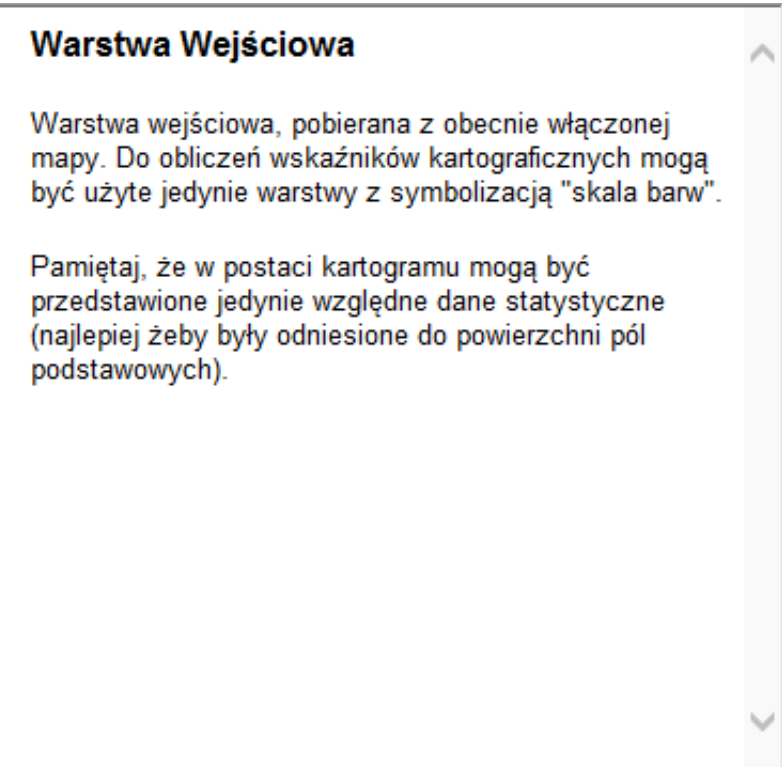 Warstwa Wejściowa
Warstwa wejściowa, pobierana z obecnie włączonej
mapy. Do obliczeń wskaźników kartograficznych mogą
być użyte jedynie warstwy z symbolizacją "skala barw".
Pamiętaj, że w postaci kartogramu mogą być
przedstawione jedynie względne dane statystyczne
(najlepiej żeby były odniesione do powierzchni pól
podstawowych).